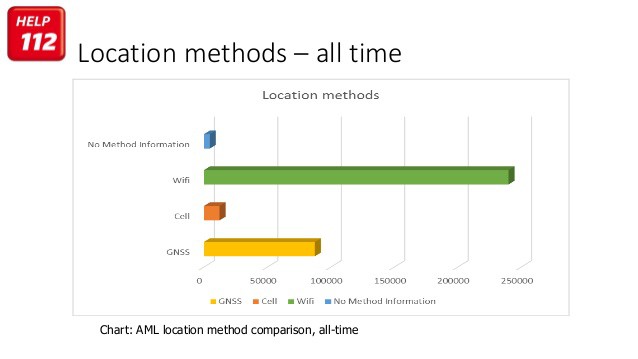 HELP
112
Location methods – all time
Location methods
No Method Information
Wifi
Cell
GNSS
0 50000 100000 150000 200000 250000
GNSS Cell Wifi No Method Information
Chart: AML location method comparison, all-time